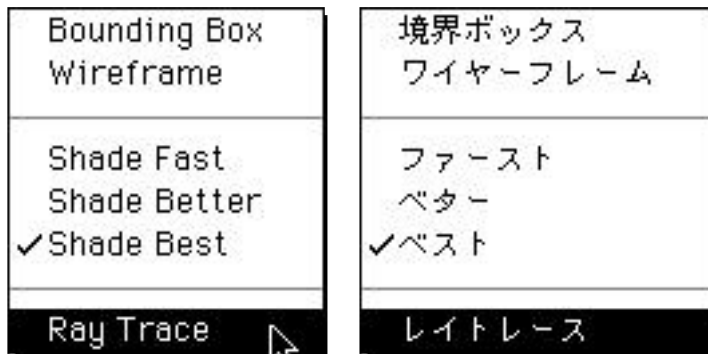 Bounding Box
Wireframe
Shade Fast
Shade Better
✓Shade Best
Ray Trace
境界ボックス
ワイヤーフレーム
ファースト
ベター
✓ベスト
レイトレース